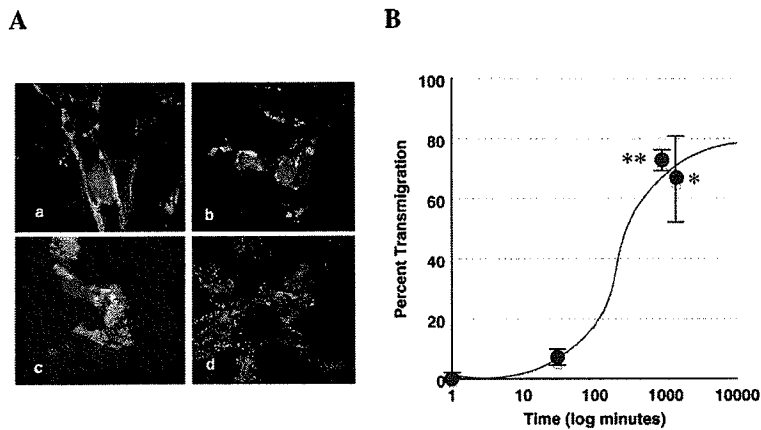 A
B
a
b
c
d
Percent Transmigration
100
80
60
40
20
0
**
*
1
10
100
1000
10000
Time (log minutes)